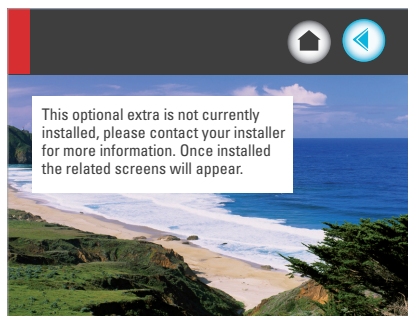 This optional extra is not currently
installed, please contact your installer
for more information. Once installed
the related screens will appear.